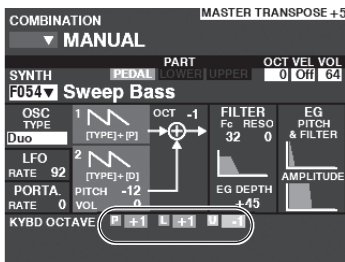 MASTER TRANSPOSE +5
COMBINATION
▼ MANUAL
PART
OCT VEL VOL
SYNTH
PEDAL LOWER UPPER
0 Off 64
F054▼ Sweep Bass
OSC TYPE
Duo
1
[TYPE]+[P]
OCT -1
FILTER
Fc RESO
32 0
EG
PITCH
& FILTER
LFO
RATE 92
2
[TYPE]+[D]
AMPLITUDE
PORTA.
RATE 0
PITCH -12
VOL 0
EG DEPTH
+45
KYBD OCTAVE P +1 L +1 U -1